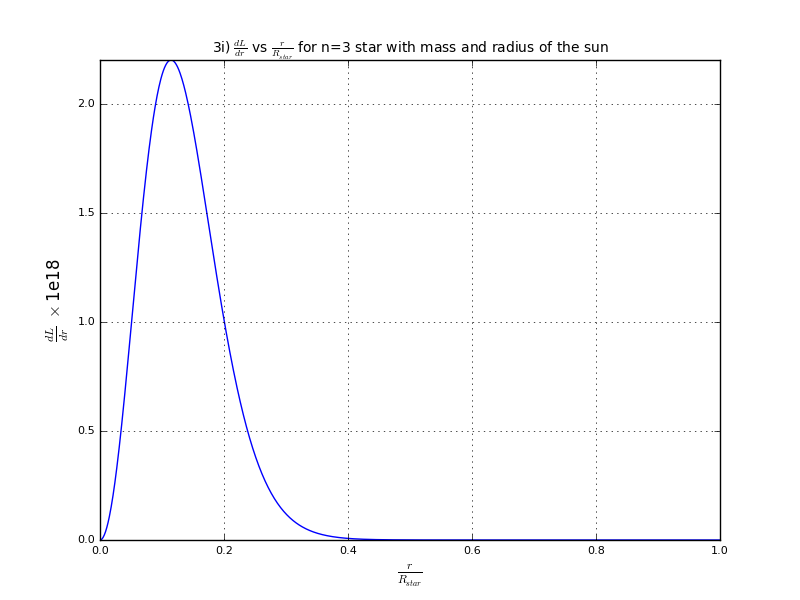 3i) dL/dr vs r/R_star for n=3 star with mass and radius of the sun
2.0
1.5
1.0
0.5
0.0
dL/dr × 1e18
0.0 0.2 0.4 0.6 0.8 1.0
r/R_star